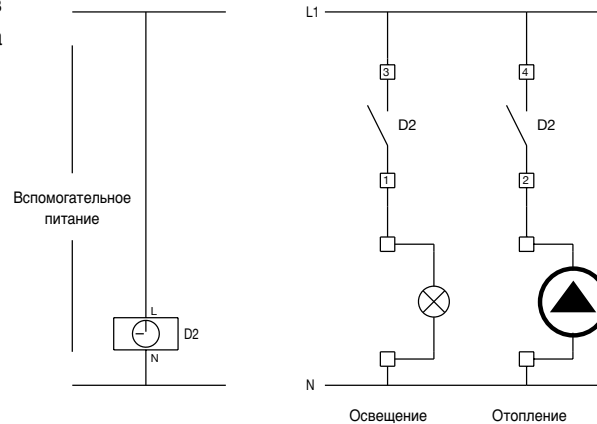 в
а
L1
3
4
D2
D2
1
2
Вспомогательное
питание
L
D2
N
N
Освещение
Отопление